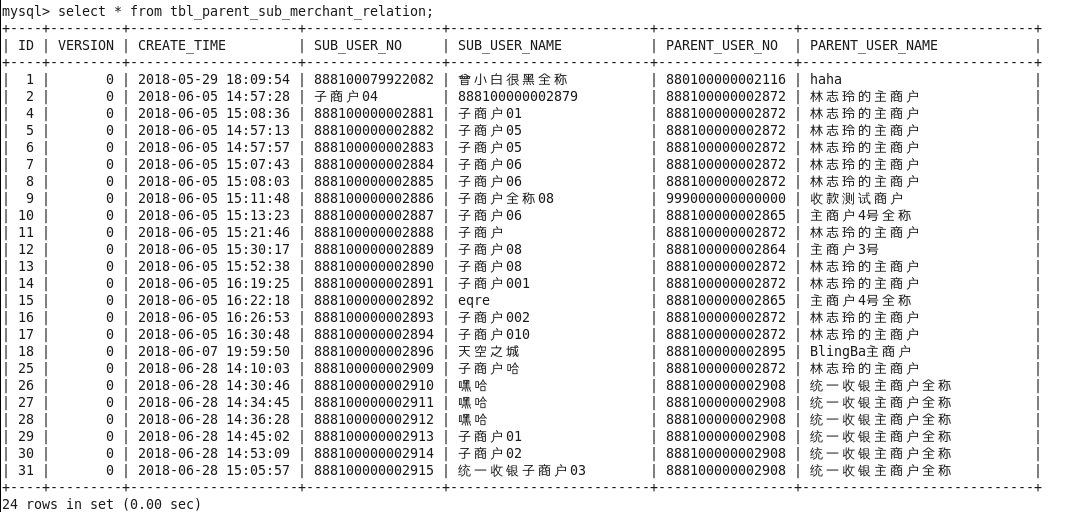 mysql> select * from tbl_parent_sub_merchant_relation;
+----+---------+---------------------+-----------------+-------------------------+-----------------+-----------------------------+
| ID | VERSION | CREATE_TIME | SUB_USER_NO | SUB_USER_NAME | PARENT_USER_NO | PARENT_USER_NAME |
+----+---------+---------------------+-----------------+-------------------------+-----------------+-----------------------------+
| 1 | 0 | 2018-05-29 18:09:54 | 888100079922082 | 曾小白很黑全称 | 880100000002116 | haha |
| 2 | 0 | 2018-06-05 14:57:28 | 子商户04 | 888100000002879 | 888100000002872 | 林志玲的主商户 |
| 4 | 0 | 2018-06-05 15:08:36 | 888100000002881 | 子商户01 | 888100000002872 | 林志玲的主商户 |
| 5 | 0 | 2018-06-05 14:57:13 | 888100000002882 | 子商户05 | 888100000002872 | 林志玲的主商户 |
| 6 | 0 | 2018-06-05 14:57:57 | 888100000002883 | 子商户05 | 888100000002872 | 林志玲的主商户 |
| 7 | 0 | 2018-06-05 15:07:43 | 888100000002884 | 子商户06 | 888100000002872 | 林志玲的主商户 |
| 8 | 0 | 2018-06-05 15:08:03 | 888100000002885 | 子商户06 | 888100000002872 | 林志玲的主商户 |
| 9 | 0 | 2018-06-05 15:11:48 | 888100000002886 | 子商户全称08 | 999000000000000 | 收款测试商户 |
| 10 | 0 | 2018-06-05 15:13:23 | 888100000002887 | 子商户06 | 888100000002865 | 主商户4号全称 |
| 11 | 0 | 2018-06-05 15:21:46 | 888100000002888 | 子商户 | 888100000002872 | 林志玲的主商户 |
| 12 | 0 | 2018-06-05 15:30:17 | 888100000002889 | 子商户08 | 888100000002864 | 主商户3号 |
| 13 | 0 | 2018-06-05 15:52:38 | 888100000002890 | 子商户08 | 888100000002872 | 林志玲的主商户 |
| 14 | 0 | 2018-06-05 16:19:25 | 888100000002891 | 子商户001 | 888100000002872 | 林志玲的主商户 |
| 15 | 0 | 2018-06-05 16:22:18 | 888100000002892 | eqre | 888100000002865 | 主商户4号全称 |
| 16 | 0 | 2018-06-05 16:26:53 | 888100000002893 | 子商户002 | 888100000002872 | 林志玲的主商户 |
| 17 | 0 | 2018-06-05 16:30:48 | 888100000002894 | 子商户010 | 888100000002872 | 林志玲的主商户 |
| 18 | 0 | 2018-06-07 19:59:50 | 888100000002896 | 天空之城 | 888100000002895 | BlingBa主商户 |
| 25 | 0 | 2018-06-28 14:10:03 | 888100000002909 | 子商户哈 | 888100000002872 | 林志玲的主商户 |
| 26 | 0 | 2018-06-28 14:30:46 | 888100000002910 | 嘿哈 | 888100000002908 | 统一收银主商户全称 |
| 27 | 0 | 2018-06-28 14:34:45 | 888100000002911 | 嘿哈 | 888100000002908 | 统一收银主商户全称 |
| 28 | 0 | 2018-06-28 14:36:28 | 888100000002912 | 嘿哈 | 888100000002908 | 统一收银主商户全称 |
| 29 | 0 | 2018-06-28 14:45:02 | 888100000002913 | 子商户01 | 888100000002908 | 统一收银主商户全称 |
| 30 | 0 | 2018-06-28 14:53:09 | 888100000002914 | 子商户02 | 888100000002908 | 统一收银主商户全称 |
| 31 | 0 | 2018-06-28 15:05:57 | 888100000002915 | 统一收银子商户03 | 888100000002908 | 统一收银主商户全称 |
+----+---------+---------------------+-----------------+-------------------------+-----------------+-----------------------------+
24 rows in set (0.00 sec)